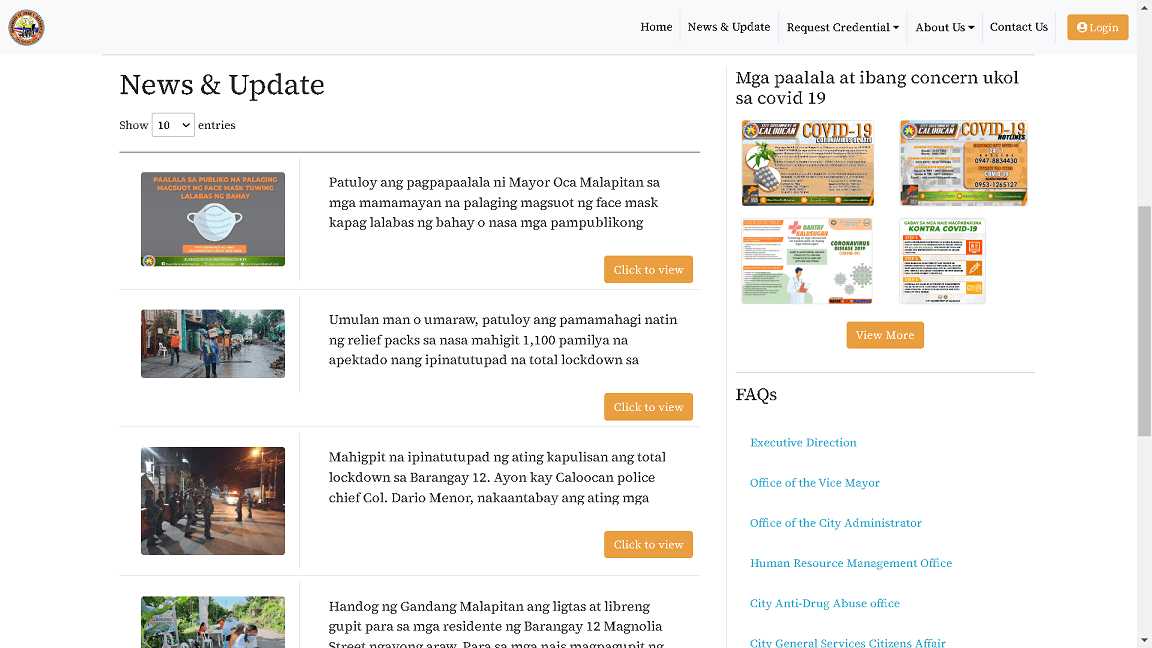 Home
News & Update
Request Credential
About Us
Contact Us
Login
News & Update
Show 10 entries
PAALALA SA PUBLIKO NA PALAGING
MAGSUOT NG FACE MASK TUWING
LALABAS NG BAHAY
Patuloy ang pagpapaalala ni Mayor Oca Malapitan sa
mga mamamayan na palaging magsuot ng face mask
kapag lalabas ng bahay o nasa mga pampublikong
Click to view
Umulan man o umaraw, patuloy ang pamamahagi natin
ng relief packs sa nasa mahigit 1,100 pamilya na
apektado nang ipinatutupad na total lockdown sa
Click to view
Mahigpit na ipinatutupad ng ating kapulisan ang total
lockdown sa Barangay 12. Ayon kay Caloocan police
chief Col. Dario Menor, nakaantabay ang ating mga
Click to view
Handog ng Gandang Malapitan ang ligtas at libreng
gupit para sa mga residente ng Barangay 12 Magnolia
Street ngayong araw. Para sa mga nais magpagupit ng
Mga paalala at ibang concern ukol
sa covid 19
CALOOCAN
COVID-19
CALOOCAN
COVID-19
HOTLINES
0947-8834430
COVID-19
0953-1265127
BANTAY
KALUSUGAN
CORONAVIRUS
DISEASE 2019
(COVID-19)
GABAY SA MGA NAIS MAGPABAKUNA
KONTRA COVID-19
View More
FAQs
Executive Direction
Office of the Vice Mayor
Office of the City Administrator
Human Resource Management Office
City Anti-Drug Abuse office
City General Services Citizens Affair